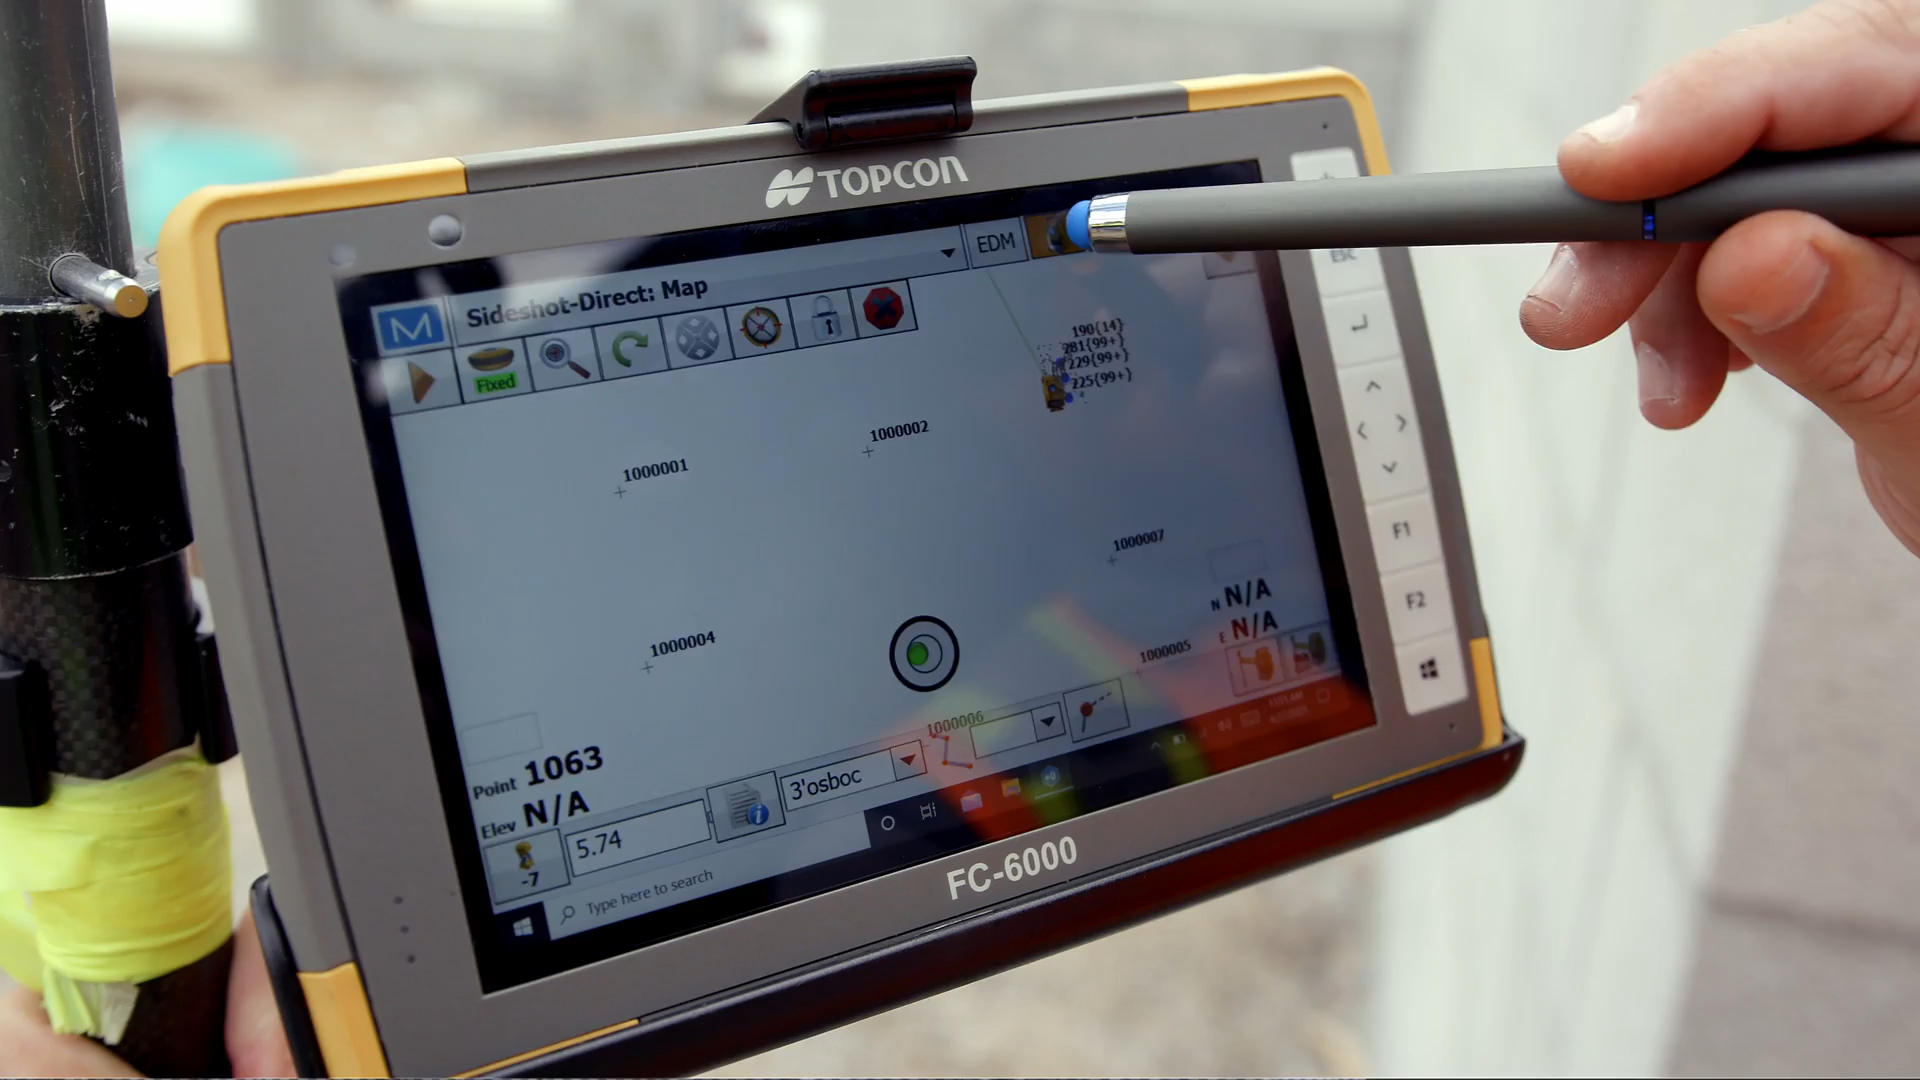 TOPCON
EDM
Sideshot-Direct: Map
Fixed
190{14}
281{99+}
229{99+}
225{99+}
1000002
1000001
1000007
1000004
1000005
1000006
N N/A
E N/A
Point 1063
Elev N/A
-7
5.74
3'osboc
Type here to search
FC-6000
ESC
F1
F2